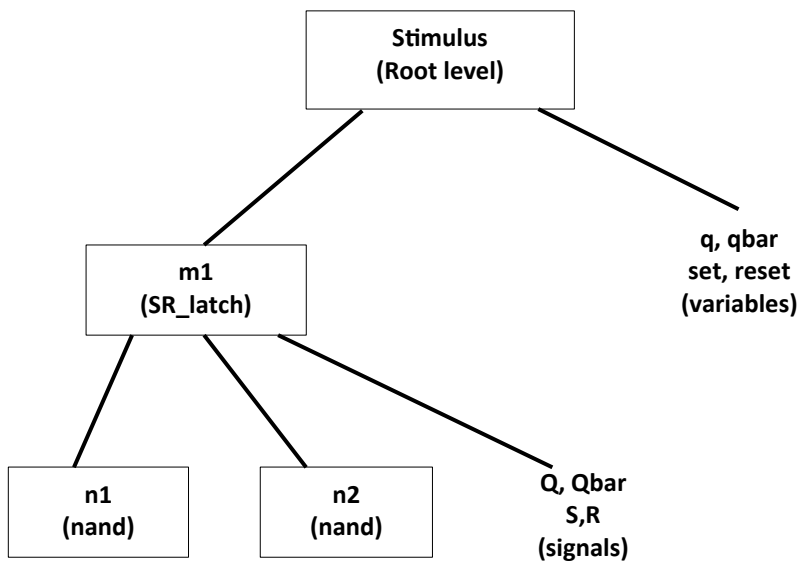 Stimulus
(Root level)
q, qbar
set, reset
(variables)
m1
(SR_latch)
n1
(nand)
n2
(nand)
Q, Qbar
S,R
(signals)